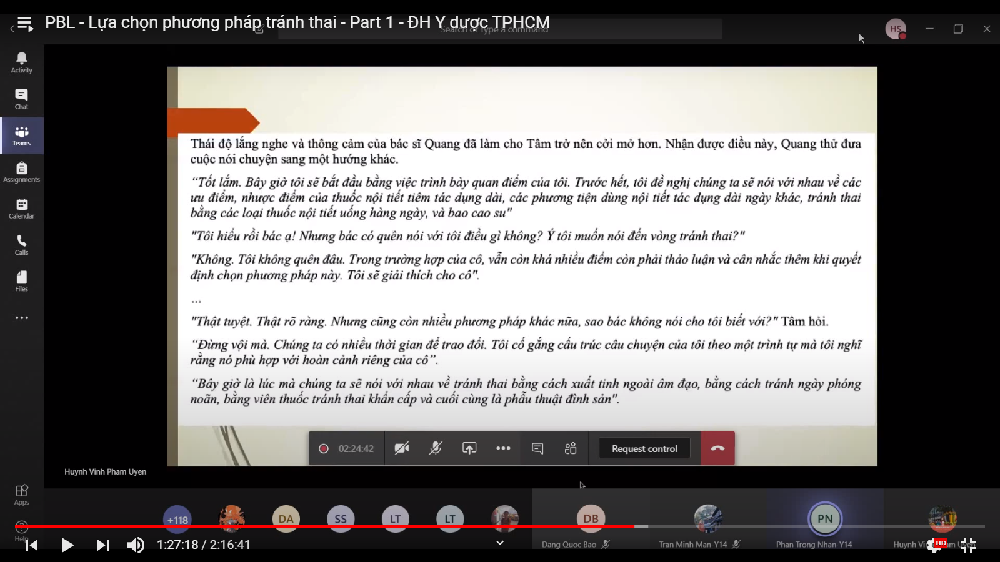 PBL - Lựa chọn phương pháp tránh thai - Part 1 - ĐH Y dược TPHCM
Search or type a command
HS
Activity
Chat
Teams
Assignments
Calendar
Calls
Files
Thái độ lắng nghe và thông cảm của bác sĩ Quang đã làm cho Tâm trở nên cởi mở hơn. Nhận được điều này, Quang thử đưa
cuộc nói chuyện sang một hướng khác.
“Tốt lắm. Bây giờ tôi sẽ bắt đầu bằng việc trình bày quan điểm của tôi. Trước hết, tôi đề nghị chúng ta sẽ nói với nhau về các
ưu điểm, nhược điểm của thuốc nội tiết tiêm tác dụng dài, các phương tiện dùng nội tiết tác dụng dài ngày khác, tránh thai
bằng các loại thuốc nội tiết uống hàng ngày, và bao cao su"
"Tôi hiểu rồi bác ạ! Nhưng bác có quên nói với tôi điều gì không? Ý tôi muốn nói đến vòng tránh thai?"
"Không. Tôi không quên đâu. Trong trường hợp của cô, vẫn còn khá nhiều điểm còn phải thảo luận và cân nhắc thêm khi quyết
định chọn phương pháp này. Tôi sẽ giải thích cho cô".
...
"Thật tuyệt. Thật rõ ràng. Nhưng cũng còn nhiều phương pháp khác nữa, sao bác không nói cho tôi biết với?" Tâm hỏi.
“Đừng vội mà. Chúng ta có nhiều thời gian để trao đổi. Tôi cố gắng cấu trúc câu chuyện của tôi theo một trình tự mà tôi nghĩ
rằng nó phù hợp với hoàn cảnh riêng của cô”.
“Bây giờ là lúc mà chúng ta sẽ nói với nhau về tránh thai bằng cách xuất tinh ngoài âm đạo, bằng cách tránh ngày phóng
noãn, bằng viên thuốc tránh thai khẩn cấp và cuối cùng là phẫu thuật đình sản".
02:24:42
Request control
Huynh Vinh Pham Uyen
Apps
Help
+118
DA
SS
LT
LT
DB
PN
Dang Quoc Bao
Tran Minh Man-Y14
Phan Trong Nhan-Y14
Huynh Vinh
am Uyen
1:27:18 / 2:16:41
HD